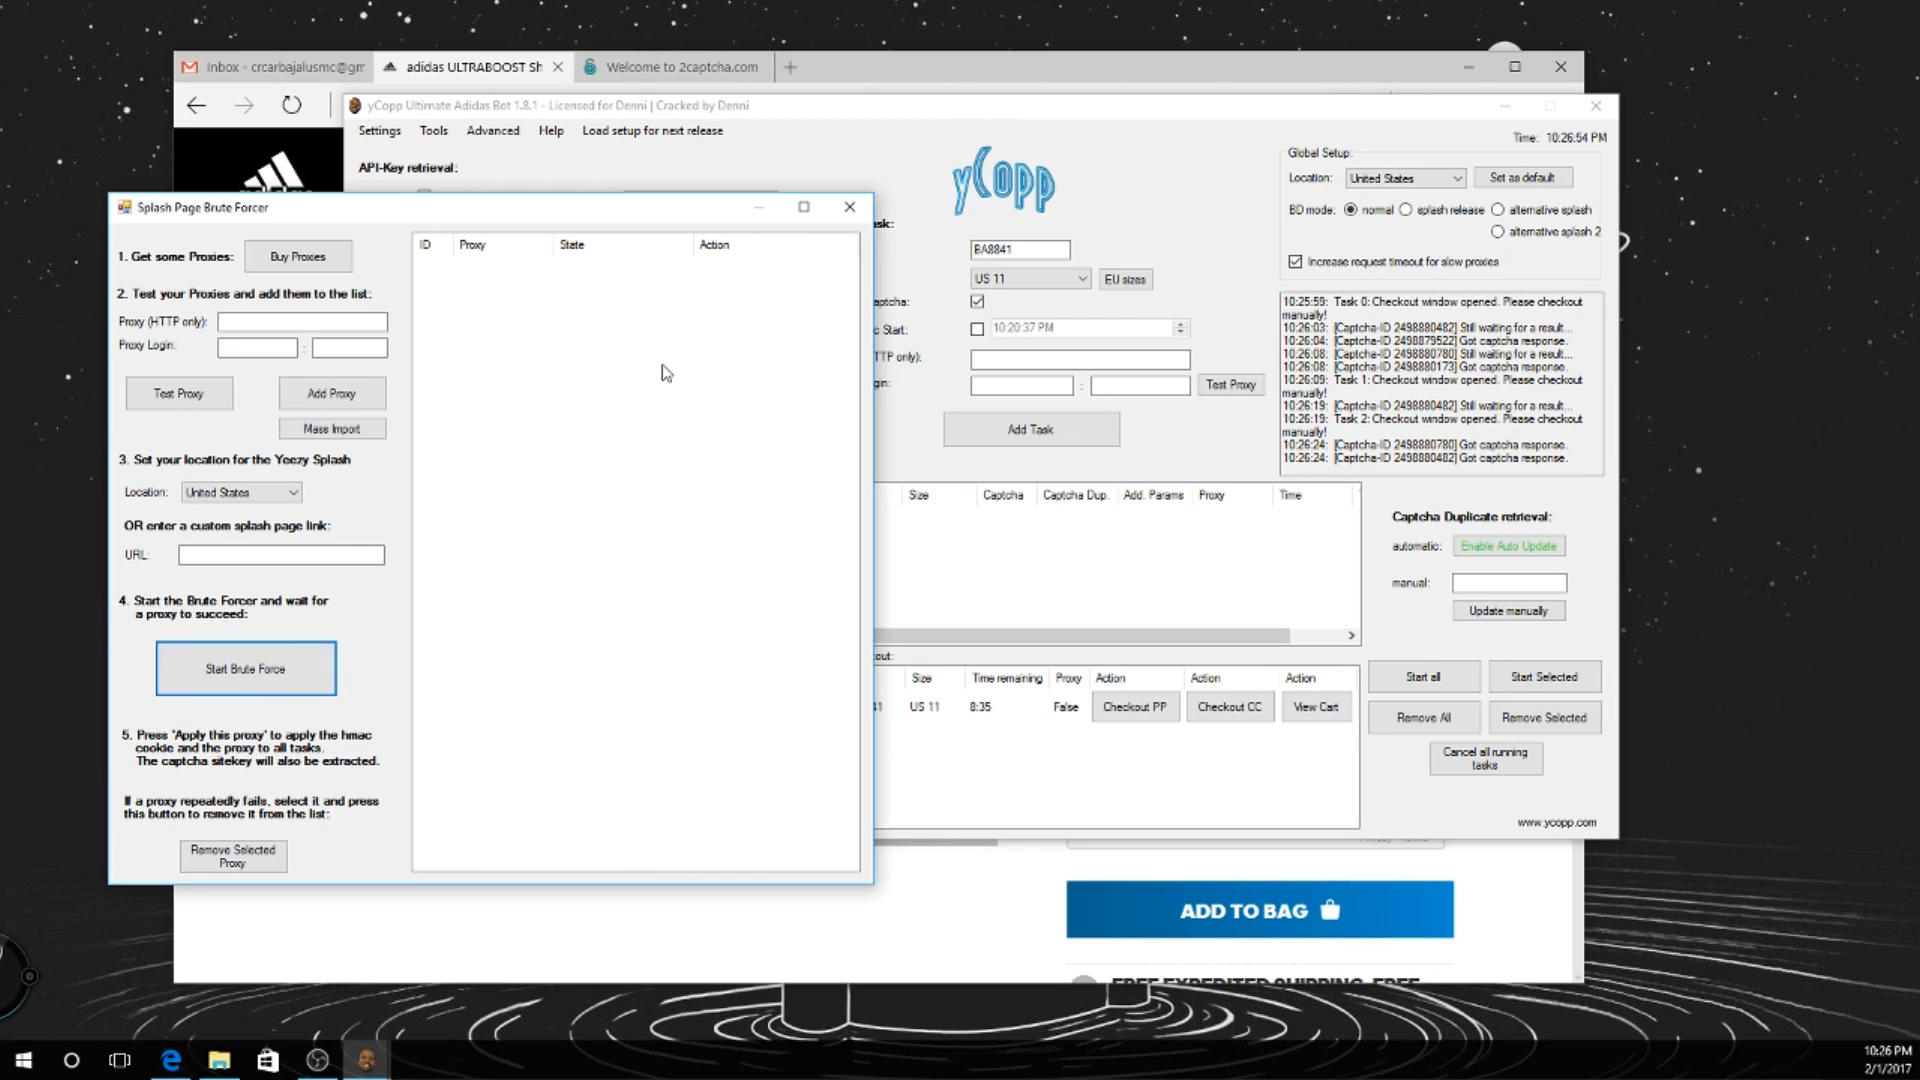 Inbox - crcarbajalusmc@gm
adidas ULTRABOOST Sh
Welcome to 2captcha.com
yCopp Ultimate Adidas Bot 1.8.1 - Licensed for Denni | Cracked by Denni
Settings
Tools
Advanced
Help
Load setup for next release
Time: 10:26:54 PM
API-Key retrieval:
yCopp
Global Setup:
Location:
United States
Set as default
BD mode:
normal
splash release
alternative splash
alternative splash 2
Increase request timeout for slow proxies
Splash Page Brute Forcer
1. Get some Proxies:
Buy Proxies
2. Test your Proxies and add them to the list:
Proxy (HTTP only):
Proxy Login:
:
Test Proxy
Add Proxy
Mass Import
3. Set your location for the Yeezy Splash
Location:
United States
OR enter a custom splash page link:
URL:
4. Start the Brute Forcer and wait for
a proxy to succeed:
Start Brute Force
5. Press "Apply this proxy" to apply the hmac
cookie and the proxy to all tasks.
The captcha sitekey will also be extracted.
If a proxy repeatedly fails, select it and press
this button to remove it from the list:
Remove Selected
Proxy
ID
Proxy
State
Action
sk:
BA8841
US 11
EU sizes
aptcha:
c Start:
10:20:37 PM
TTP only):
gin:
:
Test Proxy
Add Task
10:25:59: Task 0: Checkout window opened. Please checkout
manually!
10:26:03: [Captcha-ID 2498880482] Still waiting for a result...
10:26:04: [Captcha-ID 2498879522] Got captcha response.
10:26:08: [Captcha-ID 2498880780] Still waiting for a result...
10:26:08: [Captcha-ID 2498880173] Got captcha response.
10:26:09: Task 1: Checkout window opened. Please checkout
manually!
10:26:19: [Captcha-ID 2498880482] Still waiting for a result...
10:26:19: Task 2: Checkout window opened. Please checkout
manually!
10:26:24: [Captcha-ID 2498880780] Got captcha response.
10:26:24: [Captcha-ID 2498880482] Got captcha response.
Size
Captcha
Captcha Dup.
Add. Params
Proxy
Time
Captcha Duplicate retrieval:
automatic:
Enable Auto Update
manual:
Update manually
out:
Size
Time remaining
Proxy
Action
Action
Action
41
US 11
8:35
False
Checkout PP
Checkout CC
View Cart
Start all
Start Selected
Remove All
Remove Selected
Cancel all running
tasks
www.ycopp.com
ADD TO BAG
FREE EXPEDITED SHIPPING, FREE
10:26 PM
2/1/2017